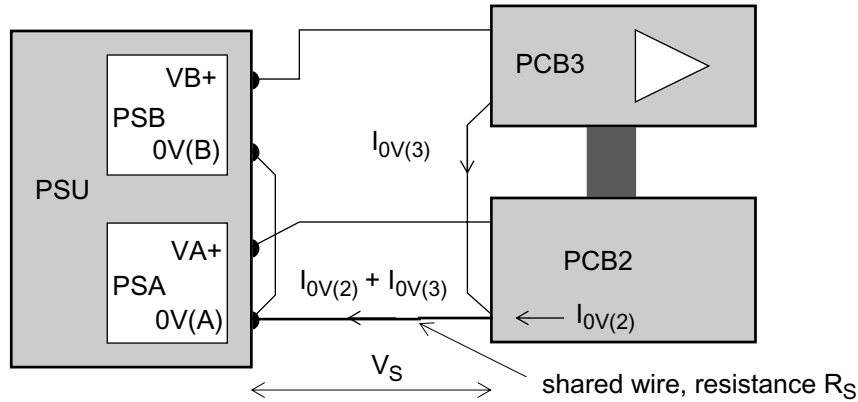 VB+
PSB
0V(B)
PSU
VA+
PSA
0V(A)
PCB3
I0V(3)
PCB2
I0V(2) + I0V(3)
I0V(2)
VS
shared wire, resistance RS